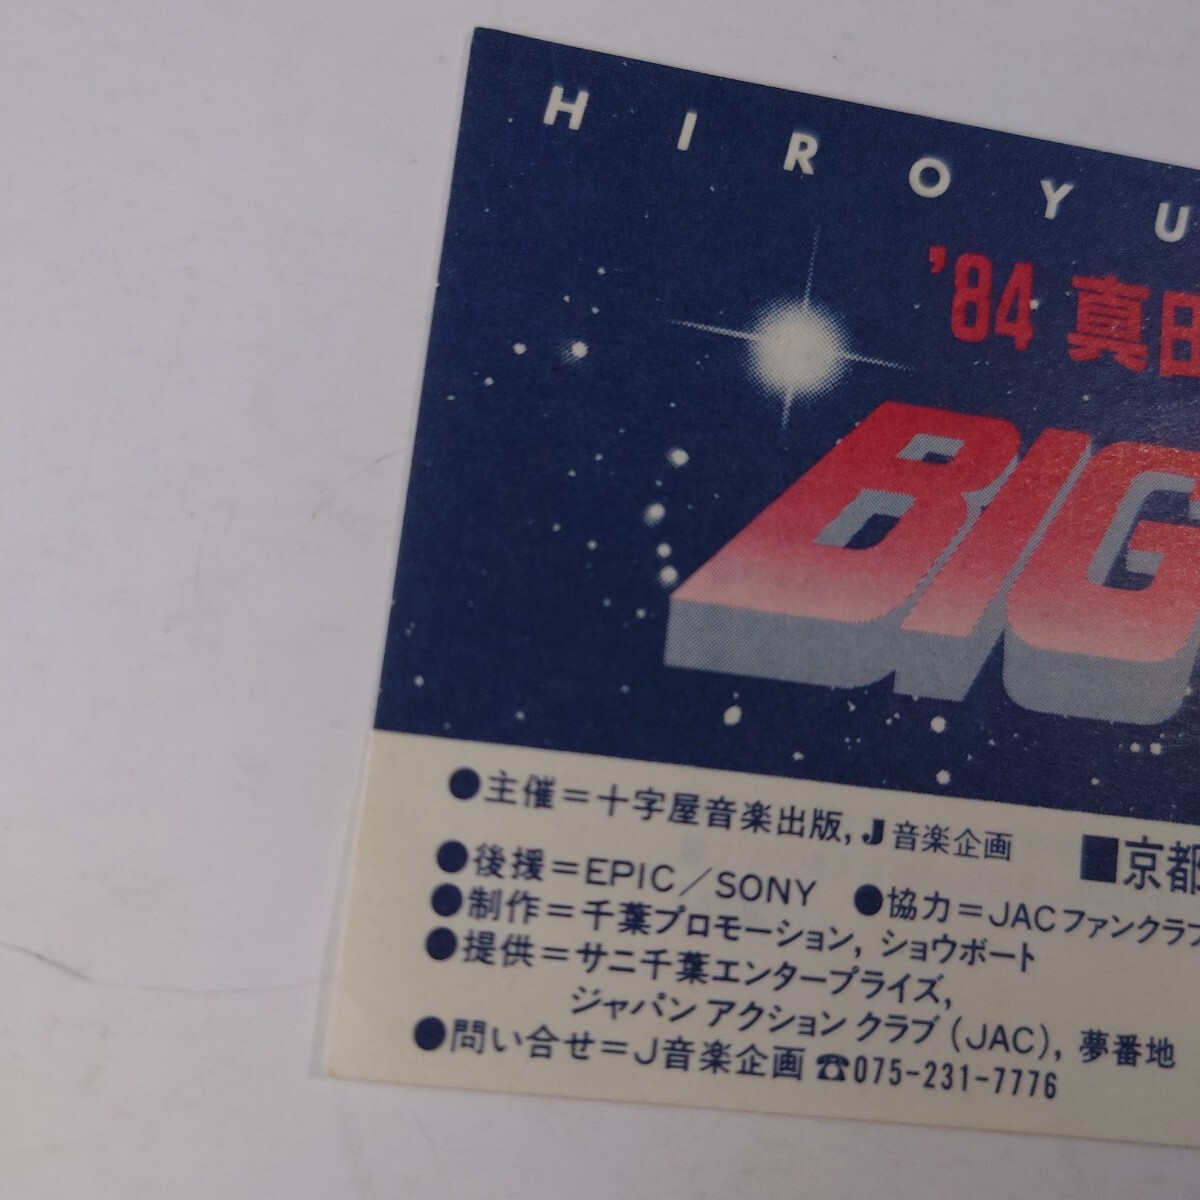 HIROYU
'84 真田
BIG
●主催=十字屋音楽出版, J音楽企画
■京都
●後援=EPIC/SONY ●協力=JACファンクラブ
●制作=千葉プロモーション, ショウボート
●提供=サニ千葉エンタープライズ,
ジャパンアクションクラブ(JAC), 夢番地
●問い合せ=J音楽企画☎075-231-7776